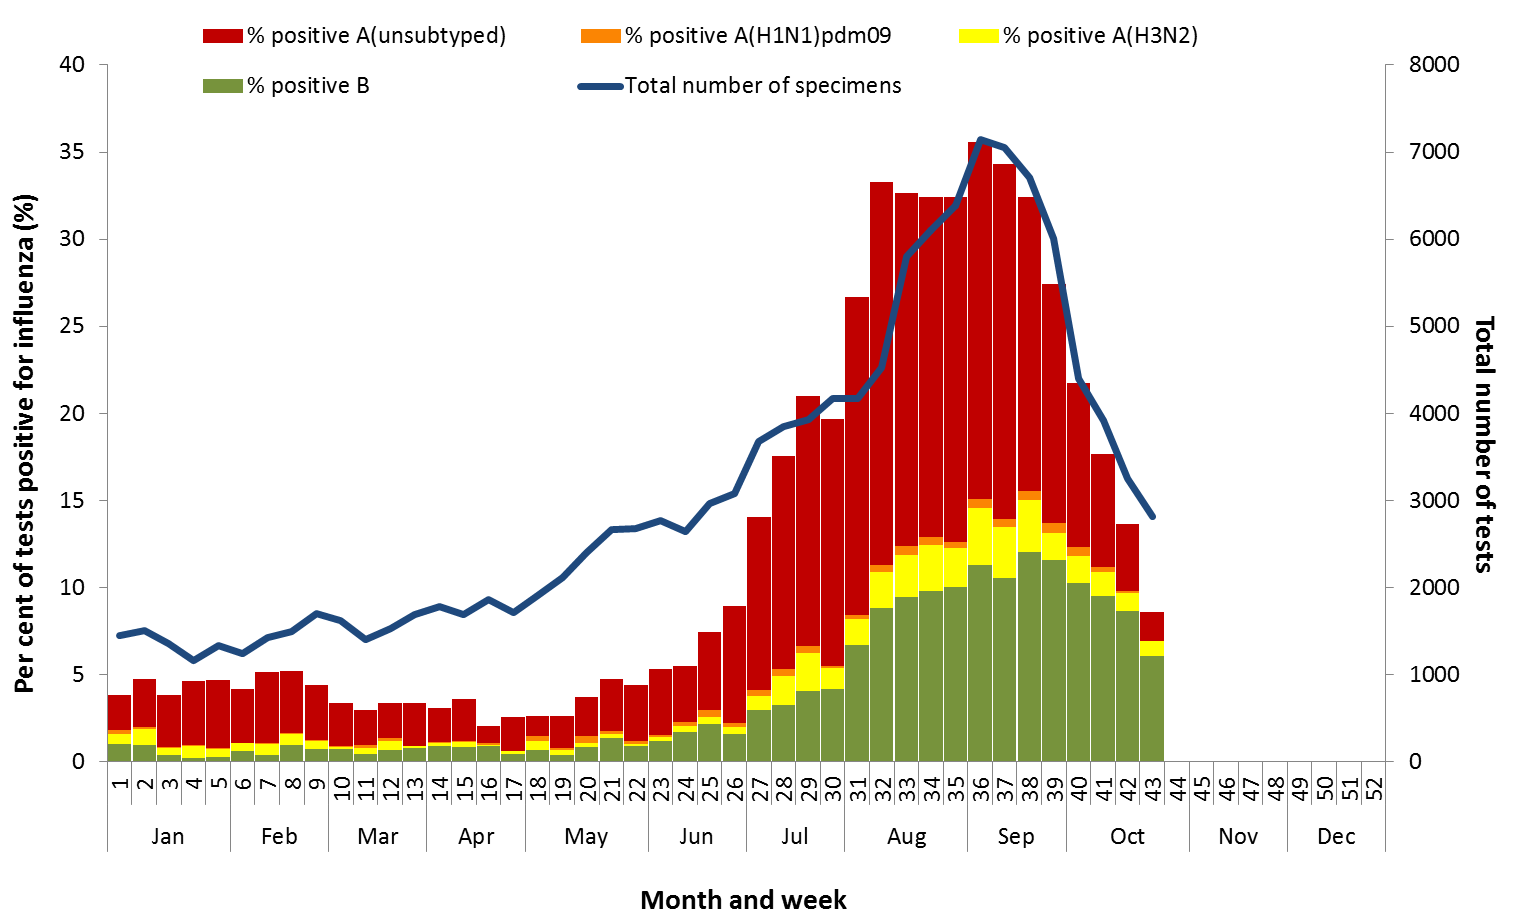 % positive A(unsubtyped) % positive A(H1N1)pdm09 % positive A(H3N2)
% positive B Total number of specimens
Per cent of tests positive for influenza (%)
40
35
30
25
20
15
10
5
0
8000
7000
6000
5000
4000
3000
2000
1000
0
Total number of tests
1 2 3 4 5 6 7 8 9 10 11 12 13 14 15 16 17 18 19 20 21 22 23 24 25 26 27 28 29 30 31 32 33 34 35 36 37 38 39 40 41 42 43 44 45 46 47 48 49 50 51 52
Jan Feb Mar Apr May Jun Jul Aug Sep Oct Nov Dec
Month and week